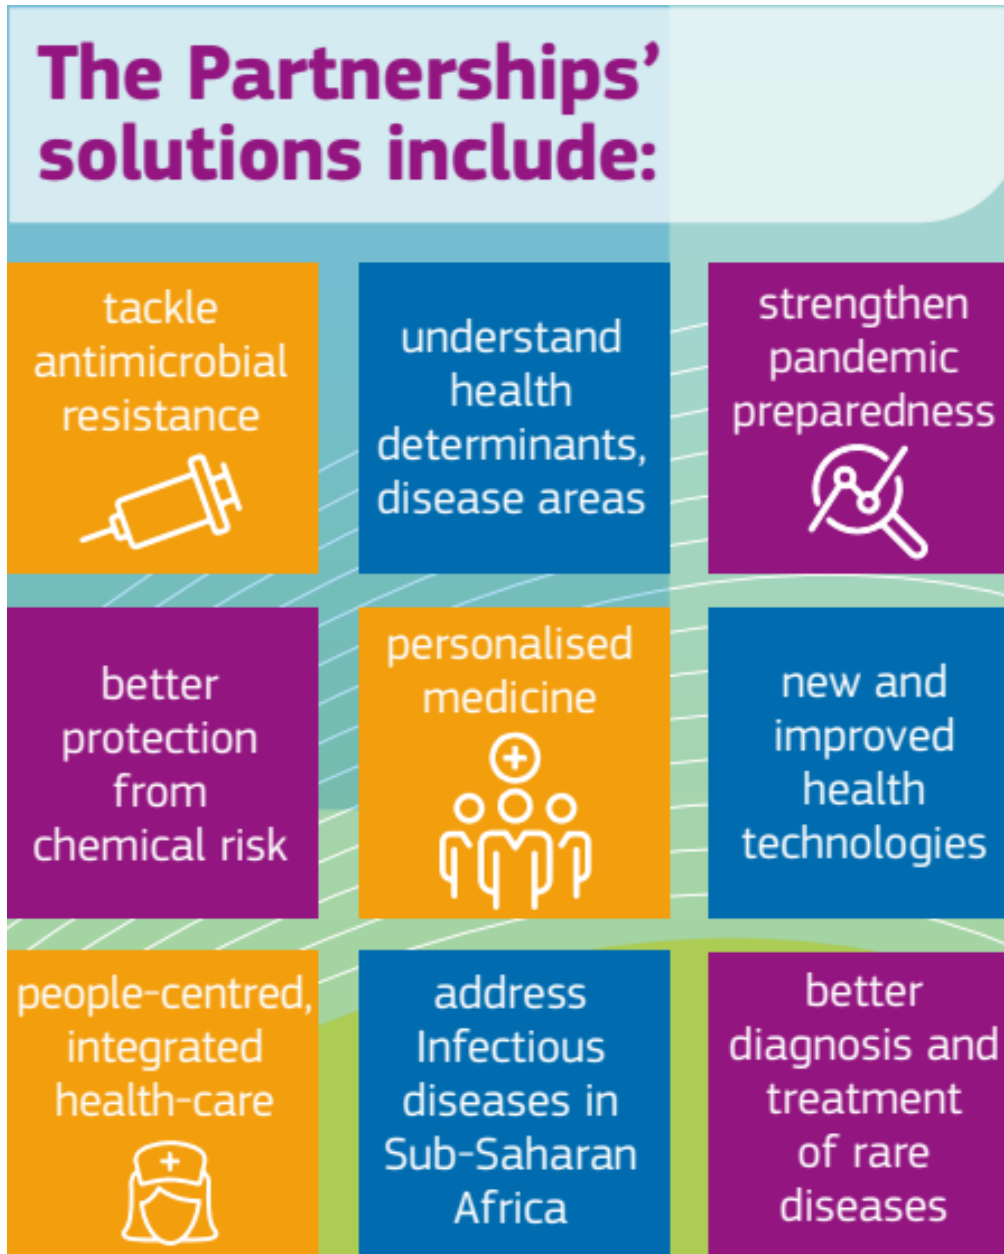 The Partnerships’
solutions include:
tackle
antimicrobial
resistance
understand
health
determinants,
disease areas
strengthen
pandemic
preparedness
better
protection
from
chemical risk
personalised
medicine
new and
improved
health
technologies
people-centred,
integrated
health-care
address
Infectious
diseases in
Sub-Saharan
Africa
better
diagnosis and
treatment
of rare
diseases